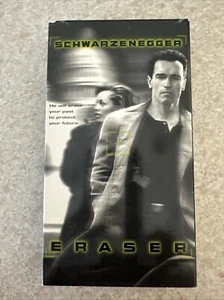 SCHWARZENEGGER
He will erase
your past
to protect
your future.
ERASER